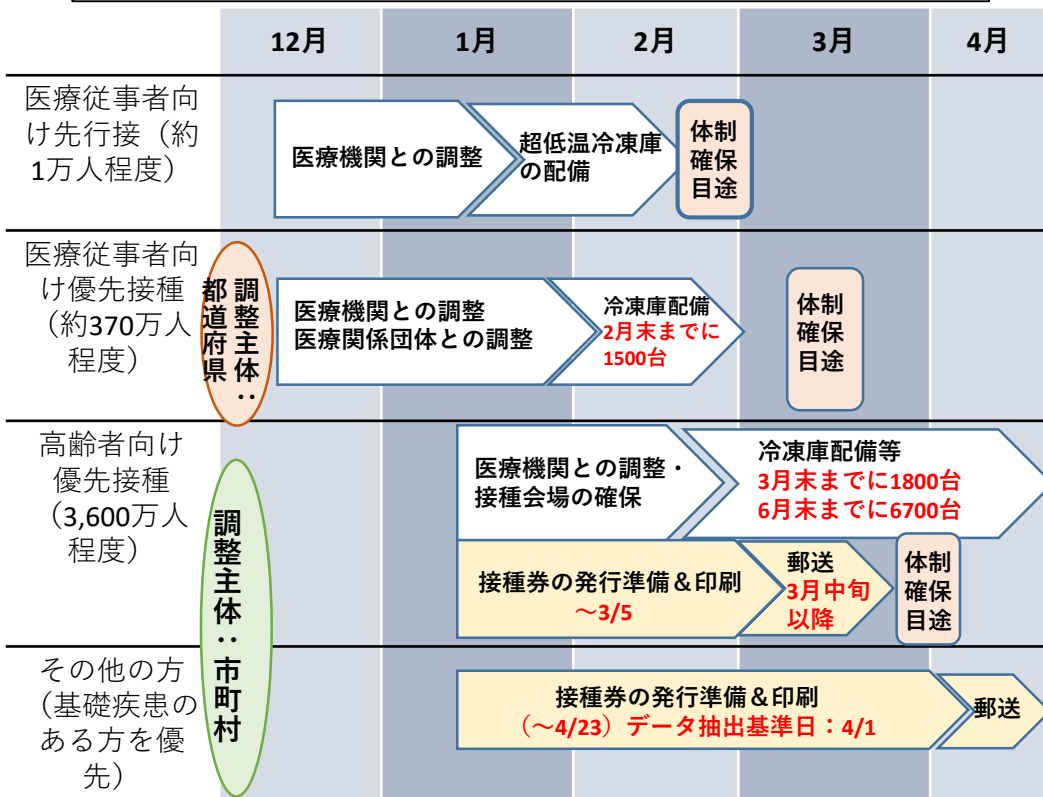 12月
1月
2月
3月
4月
医療従事者向
け先行接（約
1万人程度）
医療機関との調整
超低温冷凍庫
の配備
体制
確保
目途
医療従事者向
け優先接種
（約370万人
程度）
調整主体：
都道府県
医療機関との調整
医療関係団体との調整
冷凍庫配備
2月末までに
1500台
体制
確保
目途
高齢者向け
優先接種
（3,600万人
程度）
調整主体：市町村
医療機関との調整・
接種会場の確保
冷凍庫配備等
3月末までに1800台
6月末までに6700台
接種券の発行準備＆印刷
～3/5
郵送
3月中旬
以降
体制
確保
目途
その他の方
（基礎疾患の
ある方を優
先）
接種券の発行準備＆印刷
（～4/23）データ抽出基準日：4/1
郵送